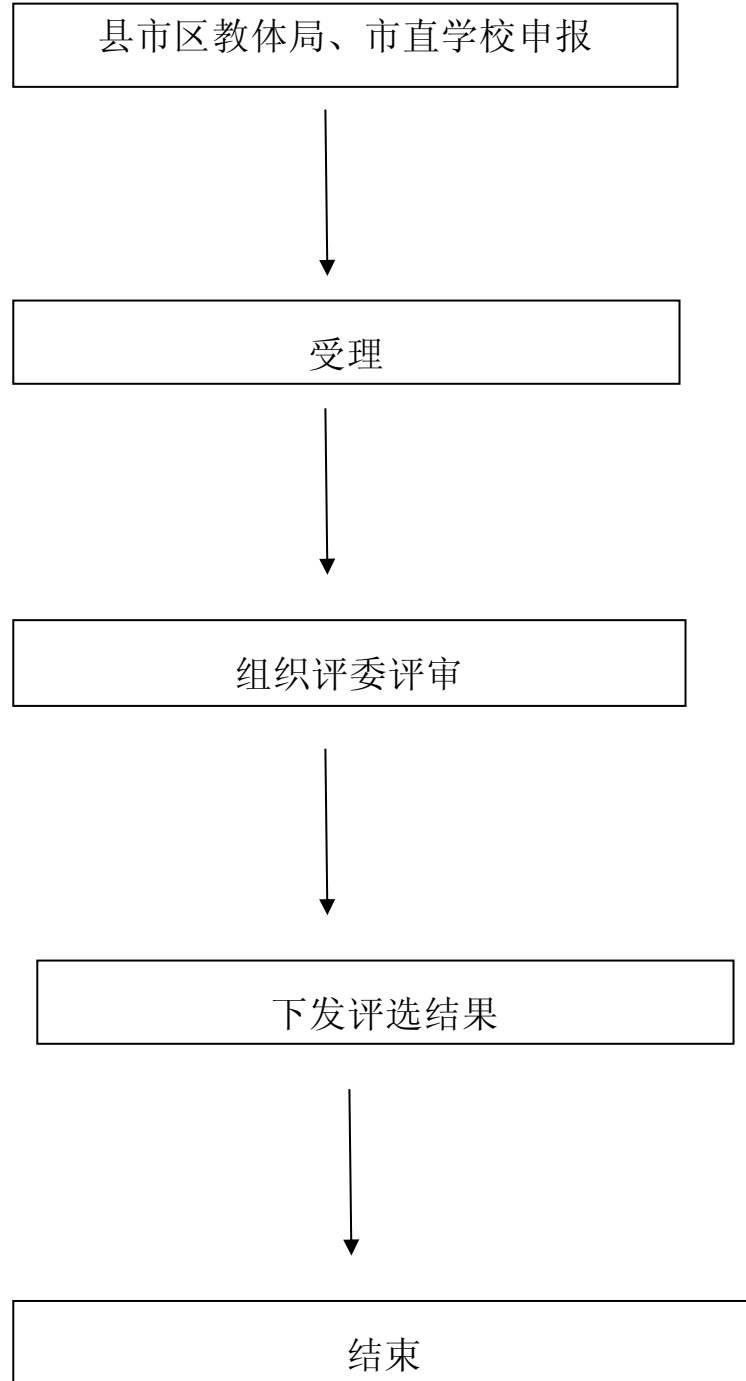 县市区教体局、市直学校申报
受理
组织评委评审
下发评选结果
结束